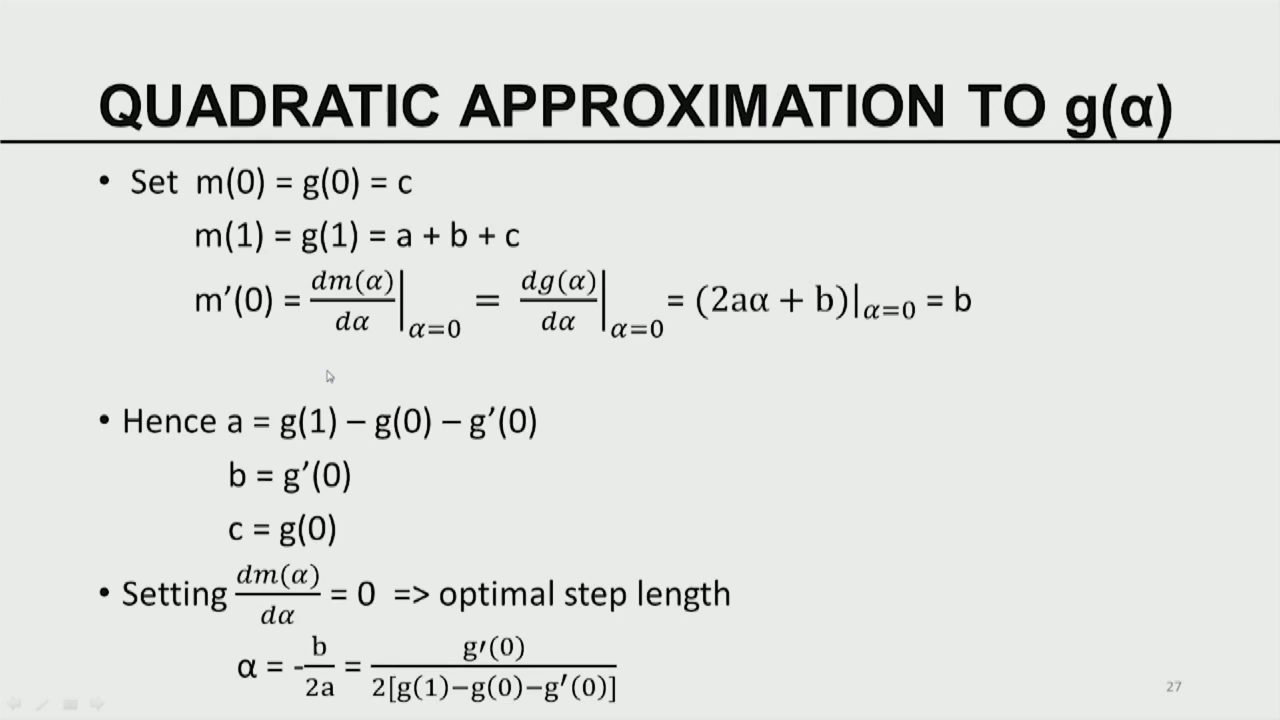 QUADRATIC APPROXIMATION TO g(α)
• Set m(0) = g(0) = c
m(1) = g(1) = a + b + c
m′(0) = dm(α)/dα|α=0 = dg(α)/dα|α=0 = (2aα + b)|α=0 = b
• Hence a = g(1) – g(0) – g′(0)
b = g′(0)
c = g(0)
• Setting dm(α)/dα = 0 => optimal step length
α = -b/2a = g′(0)/2[g(1)−g(0)−g′(0)]
27